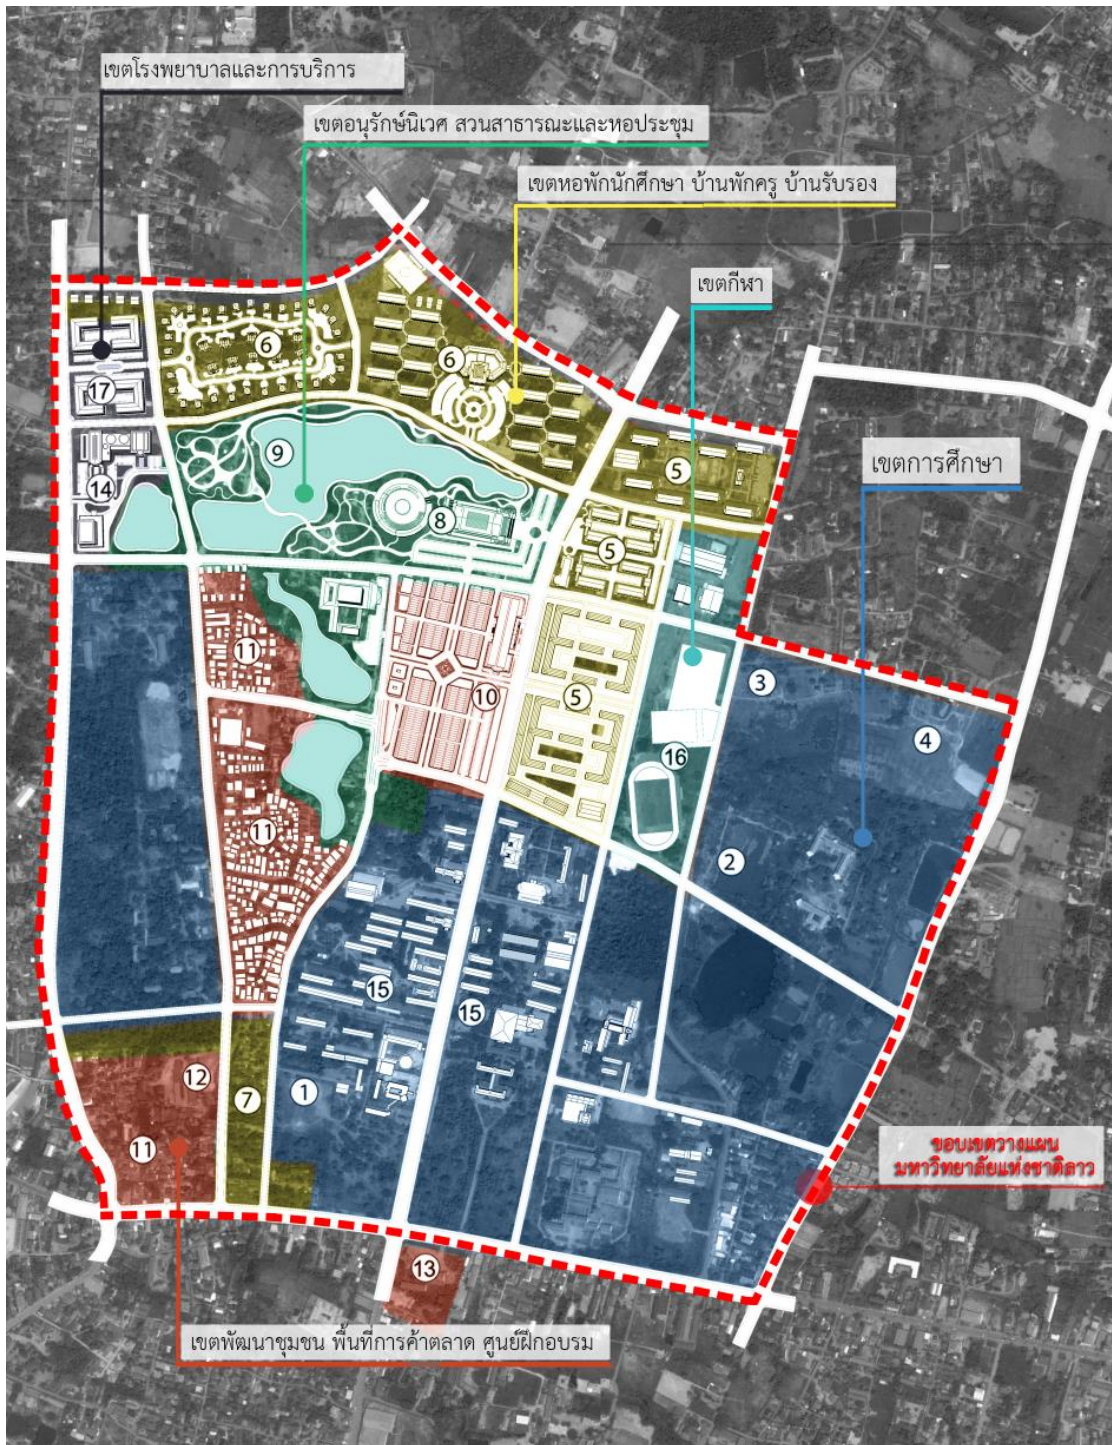 เขตโรงพยาบาลและการบริการ
เขตอนุรักษ์นิเวศ สวนสาธารณะและหอประชุม
เขตหอพักนักศึกษา บ้านพักครู บ้านรับรอง
เขตกีฬา
6
6
17
9
เขตการศึกษา
5
14
8
5
11
3
10
5
4
16
11
2
15
15
12
1
7
11
ขอบเขตวางแผน
มหาวิทยาลัยแห่งชาติลาว
13
เขตพัฒนาชุมชน พื้นที่การค้าตลาด ศูนย์ฝึกอบรม